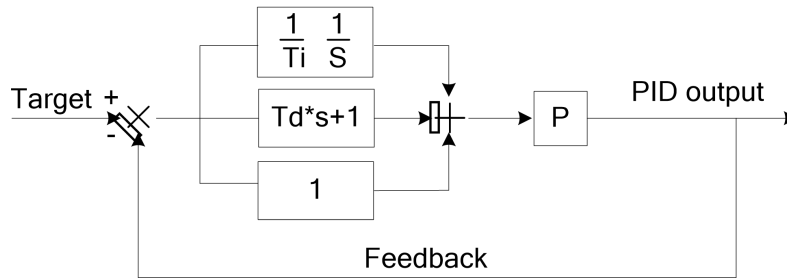 1 1
Ti S
Target +
-
Td*s+1
P
PID output
1
Feedback